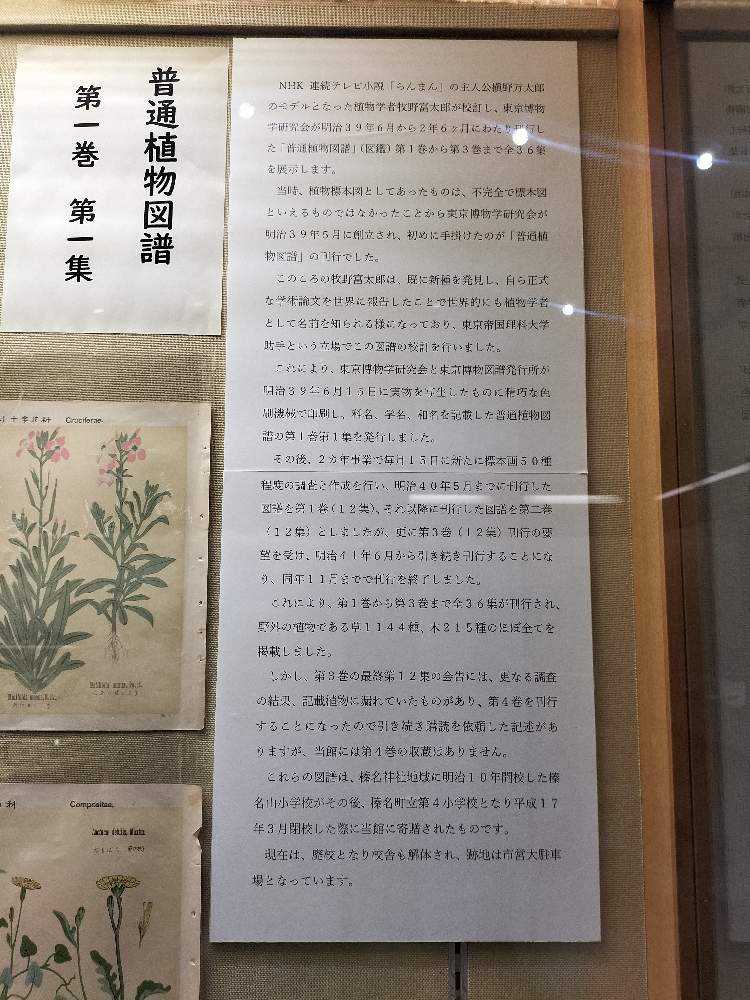 普通植物図譜
第一巻 第一集
NHK 連続テレビ小説「らんまん」の主人公槙野万太郎
のモデルとなった植物学者牧野富太郎が校訂し、東京博物
学研究会が明治39年6月から2年6ヶ月にわたり刊行し
た「普通植物図譜」(図鑑)第1巻から第3巻まで全36集
を展示します。
当時、植物標本図としてあったものは、不完全で標本図
といえるものではなかったことから東京博物学研究会が
明治39年5月に創立され、初めに手掛けたのが「普通植
物図譜」の刊行でした。
このころの牧野富太郎は、既に新種を発見し、自ら正式
な学術論文を世界に報告したことで世界的にも植物学者
として名前を知られる様になっており、東京帝国理科大学
助手という立場でこの図譜の校訂を行いました。
これにより、東京博物学研究会と東京博物図譜発行所が
明治39年6月15日に実物を写生したものに精巧な色
刷機械で印刷し、科名、学名、和名を記載した普通植物図
譜の第1巻第1集を発行しました。
その後、2カ年事業で毎月15日に新たに標本画50種
程度の調査と作成を行い、明治40年5月までに刊行した
図譜を第1巻(12集)、それ以降に刊行した図譜を第二巻
(12集)としましたが、更に第3巻(12集)刊行の要
望を受け、明治41年6月から引き続き刊行することにな
り、同年11月までで刊行を終了しました。
これにより、第1巻から第3巻まで全36集が刊行され、
野外の植物である草1144種、木215種のほぼ全てを
掲載しました。
しかし、第3巻の最終第12集の会告には、更なる調査
の結果、記載植物に漏れていたものがあり、第4巻を刊行
することになったので引き続き購読を依頼した記述があ
りますが、当館には第4巻の収蔵はありません。
これらの図譜は、榛名神社地域に明治10年開校した榛
名山小学校がその後、榛名町立第4小学校となり平成17
年3月閉校した際に当館に寄贈されたものです。
現在は、廃校となり校舎も解体され、跡地は市営大駐車
場となっています。
十字花科 Cruciferae.
科 Compositae.